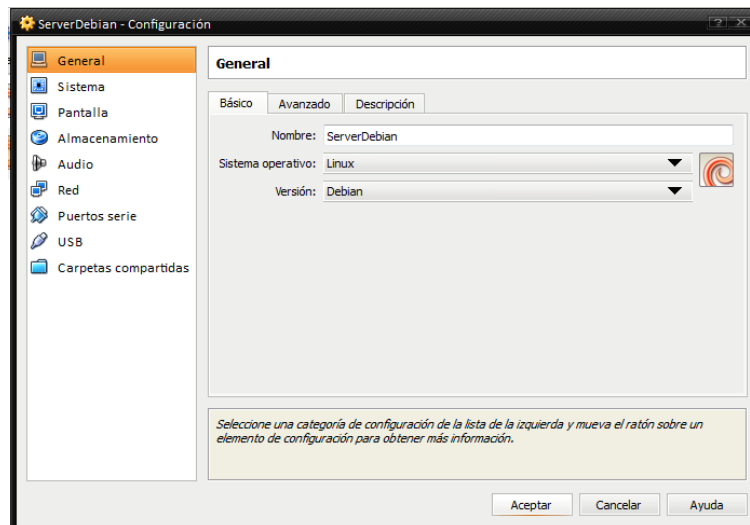 ServerDebian - Configuración
General
Sistema
Pantalla
Almacenamiento
Audio
Red
Puertos serie
USB
Carpetas compartidas
General
Básico Avanzado Descripción
Nombre: ServerDebian
Sistema operativo: Linux
Versión: Debian
Seleccione una categoría de configuración de la lista de la izquierda y mueva el ratón sobre un
elemento de configuración para obtener más información.
Aceptar Cancelar Ayuda